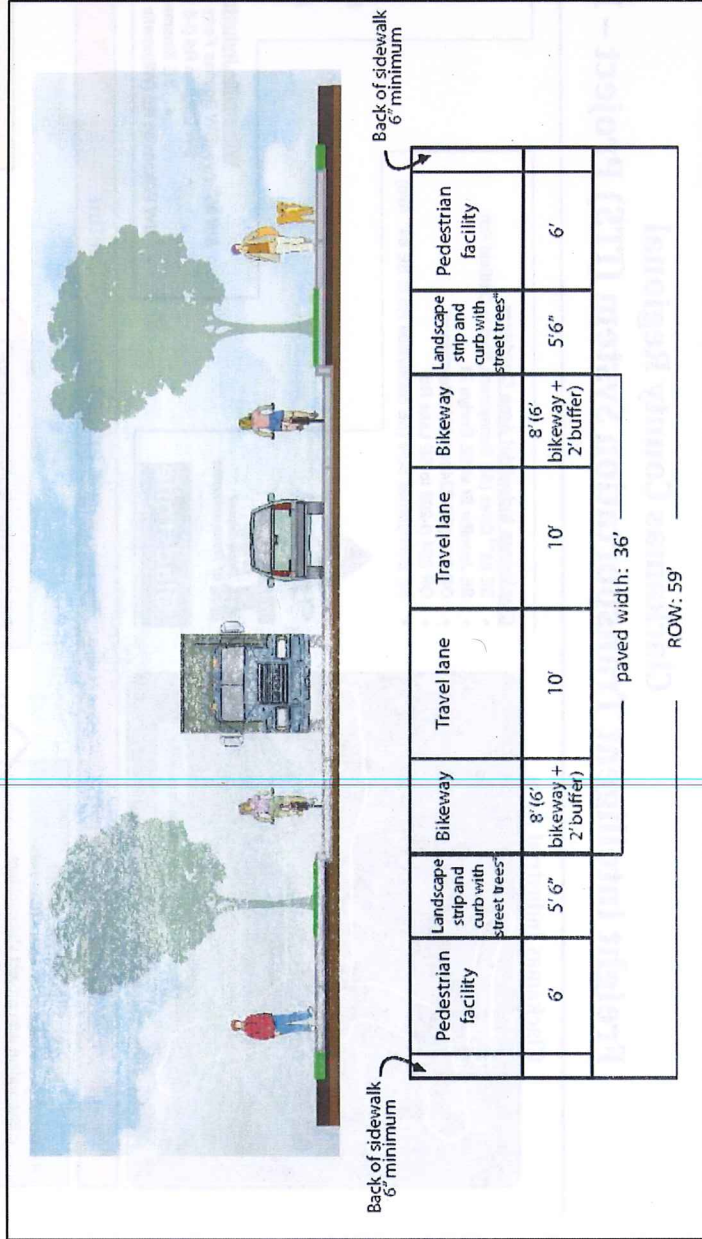 Back of sidewalk
6" minimum
Back of sidewalk
6" minimum
Pedestrian
facility
Landscape
strip and
curb with
street trees"
Bikeway
Travel lane
Travel lane
Bikeway
Landscape
strip and
curb with
street trees"
Pedestrian
facility
6'
5' 6"
8' (6'
bikeway +
2' buffer)
10'
10'
8' (6'
bikeway +
2' buffer)
5'6"
6'
paved width: 36'
ROW: 59'